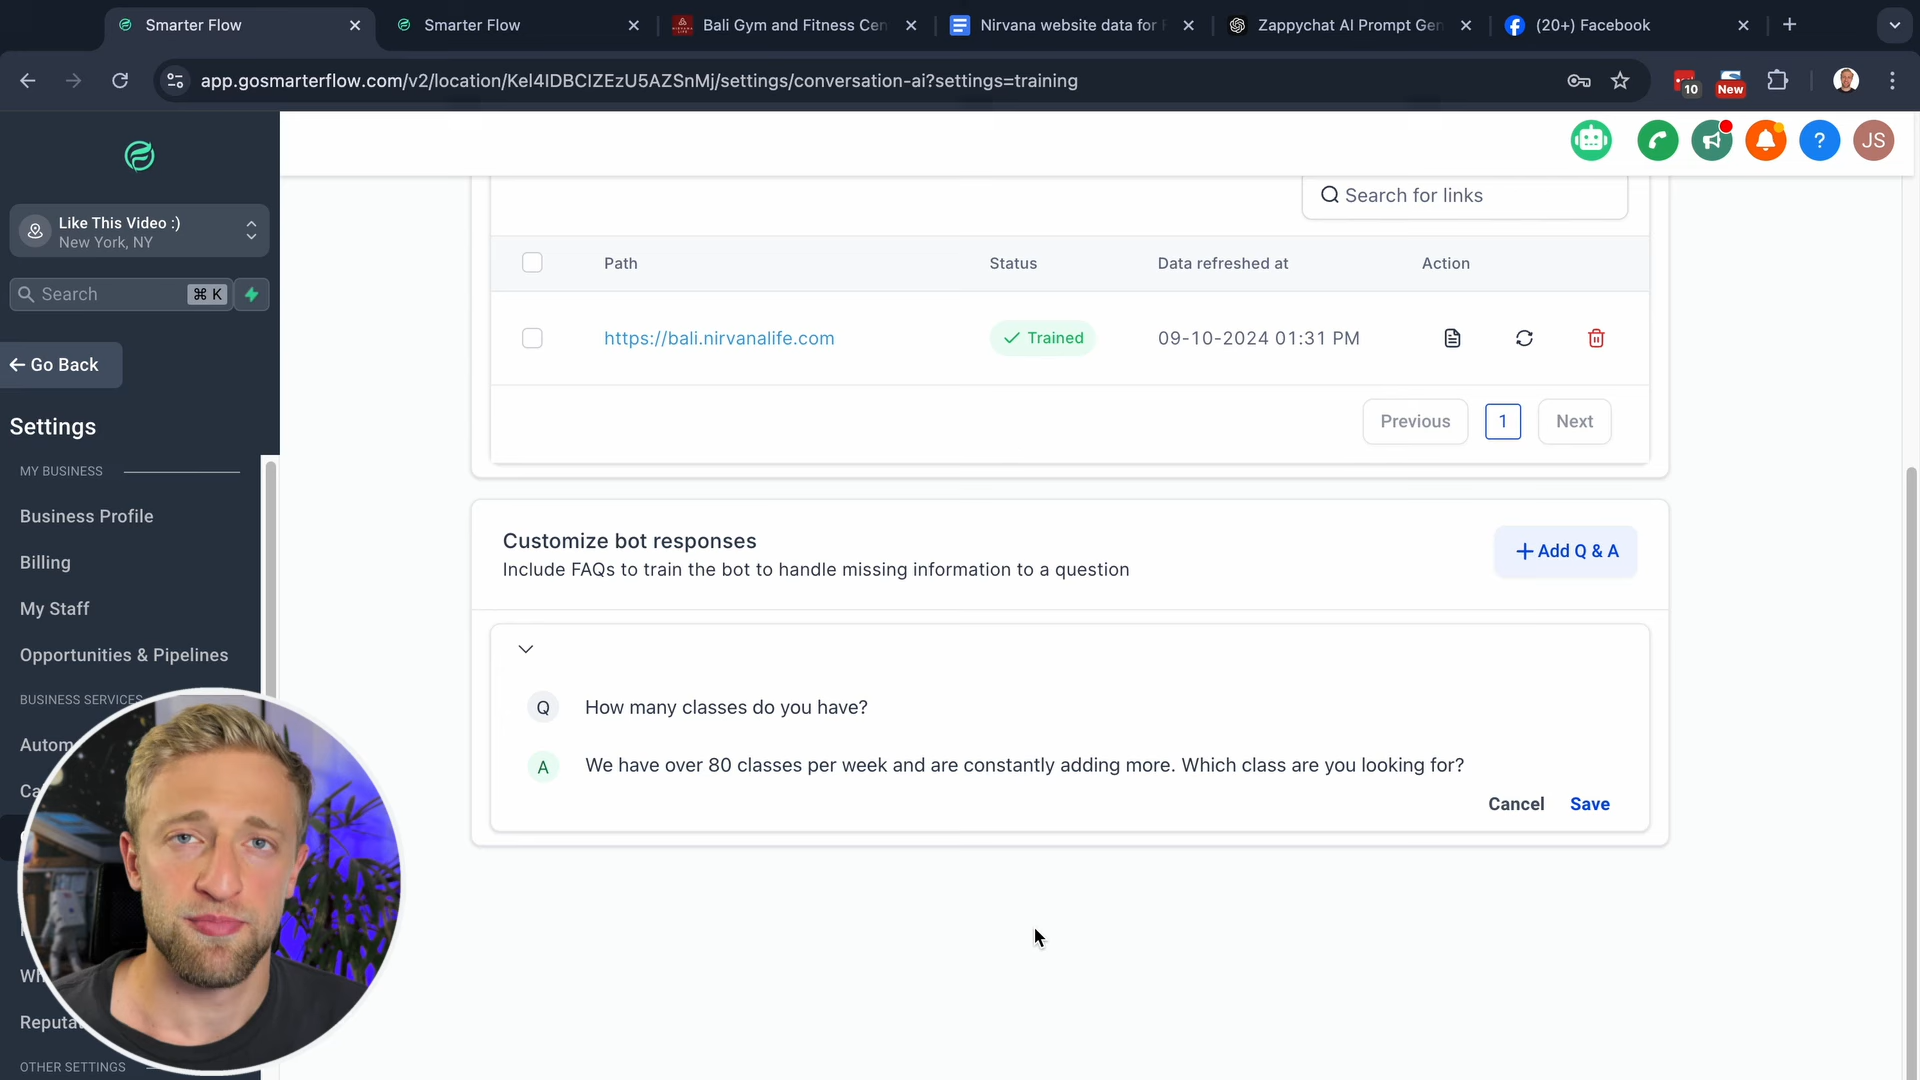 Smarter Flow
Smarter Flow
Bali Gym and Fitness Cen
Nirvana website data for
Zappychat AI Prompt Gen
(20+) Facebook
app.gosmarterflow.com/v2/location/Kel4IDBCIZEzU5AZSnMj/settings/conversation-ai?settings=training
10
New
Like This Video :)
New York, NY
Search
⌘ K
Go Back
Settings
MY BUSINESS
Business Profile
Billing
My Staff
Opportunities & Pipelines
BUSINESS SERVICES
Autom
Ca
Wh
Reputa
OTHER SETTINGS
?
JS
Search for links
Path
Status
Data refreshed at
Action
https://bali.nirvanalife.com
Trained
09-10-2024 01:31 PM
Previous
1
Next
Customize bot responses
Include FAQs to train the bot to handle missing information to a question
+ Add Q & A
Q
How many classes do you have?
A
We have over 80 classes per week and are constantly adding more. Which class are you looking for?
Cancel
Save